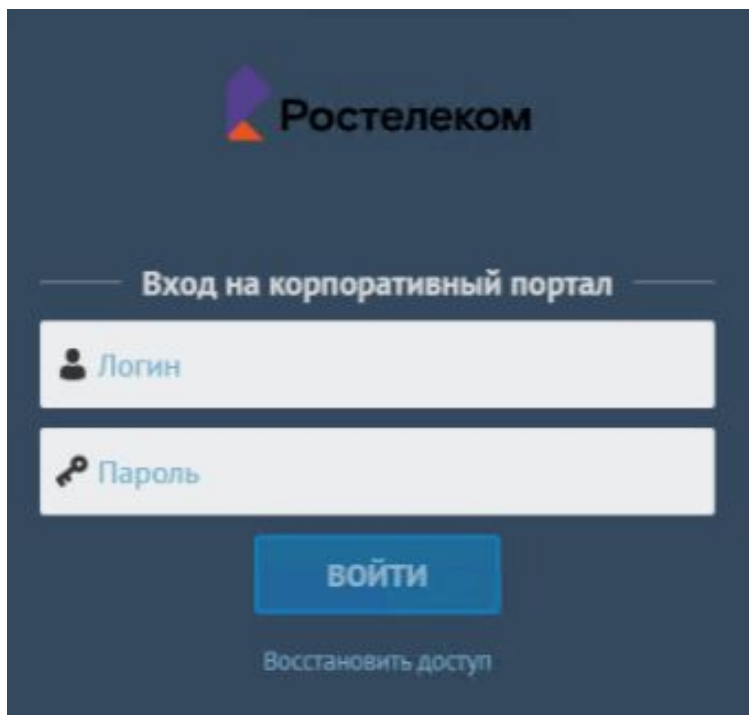 Ростелеком
Вход на корпоративный портал
Логин
Пароль
ВОЙТИ
Восстановить доступ